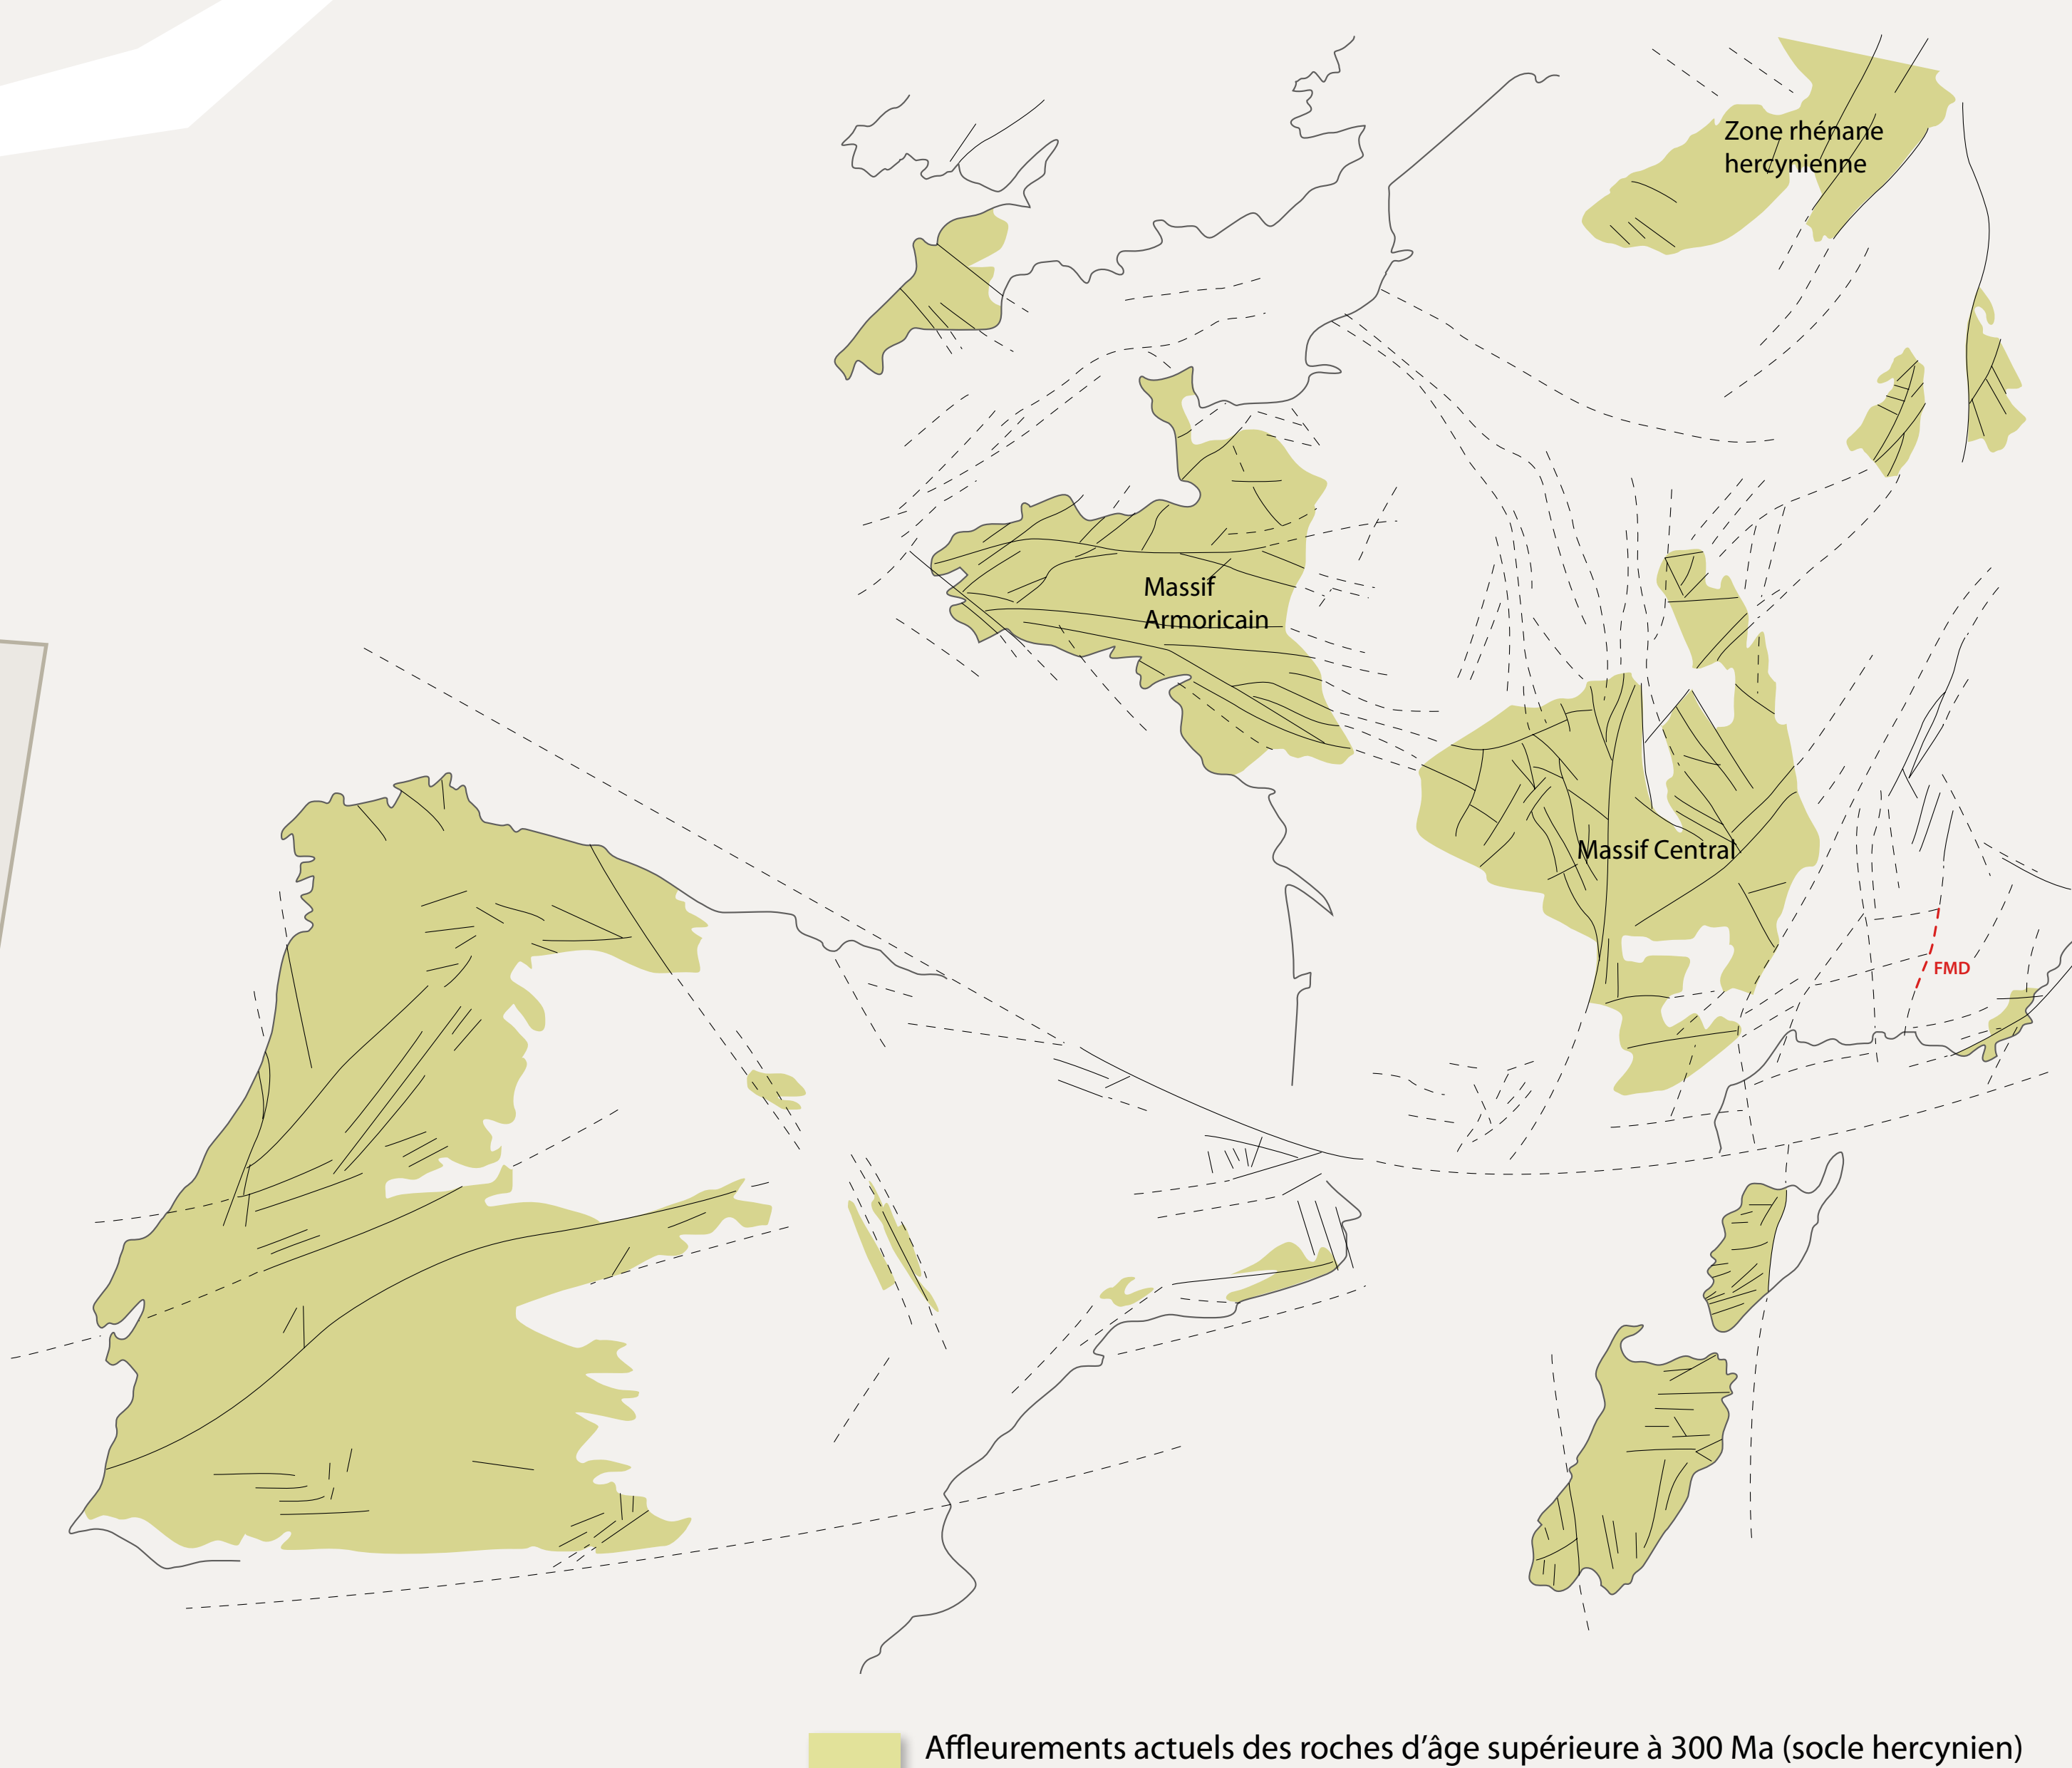 Zone rhénane
hercynienne
Massif
Armoricain
Massif Central
FMD
Affleurements actuels des roches d’âge supérieure à 300 Ma (socle hercynien)